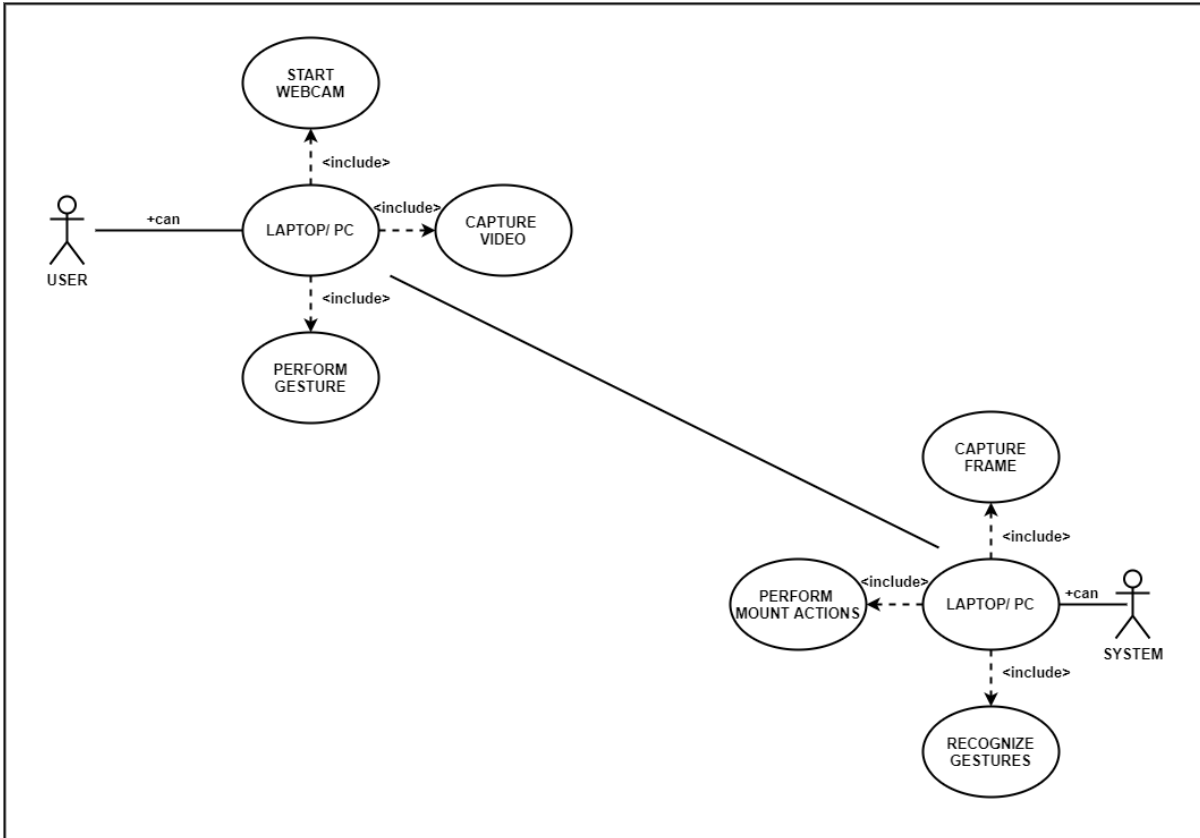 START
WEBCAM
<include>
+can
LAPTOP/ PC
<include>
CAPTURE
VIDEO
USER
<include>
PERFORM
GESTURE
CAPTURE
FRAME
<include>
PERFORM
MOUNT ACTIONS
<include>
LAPTOP/ PC
+can
SYSTEM
<include>
RECOGNIZE
GESTURES